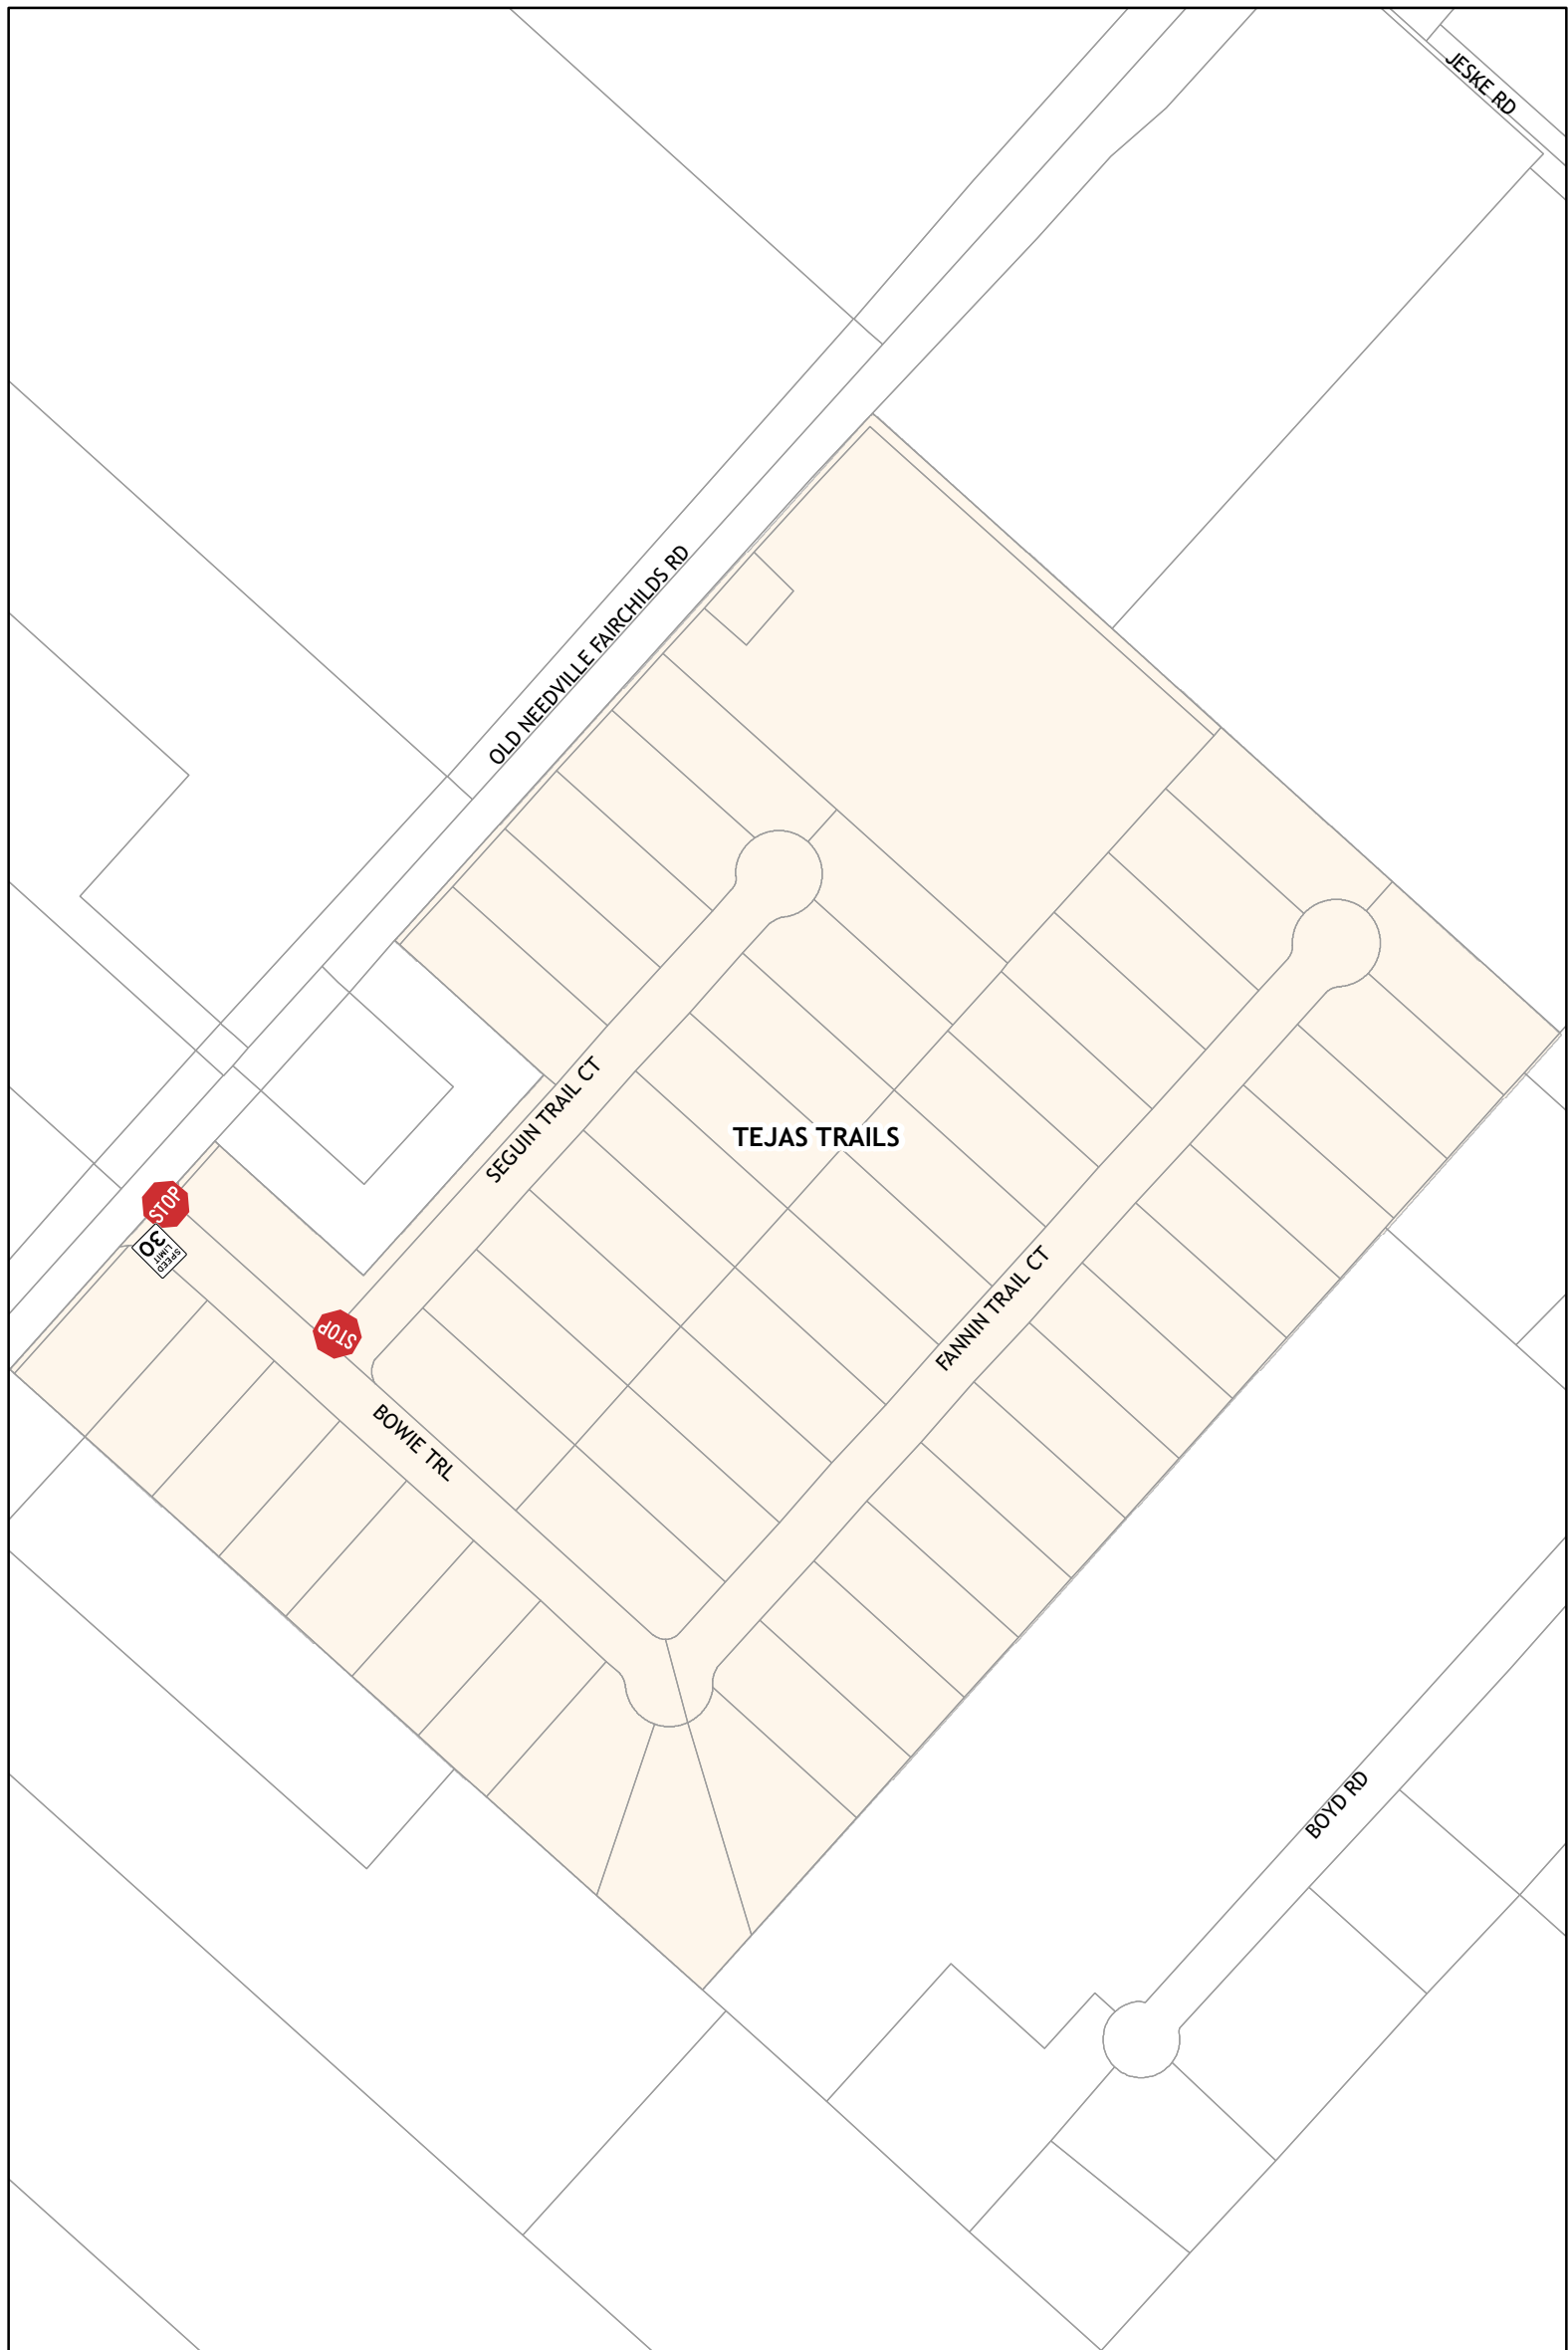 JESKE RD
OLD NEEDVILLE FAIRCHILDS RD
SEGUIN TRAIL CT
TEJAS TRAILS
STOP
SPEED
LIMIT
30
FANNIN TRAIL CT
STOP
BOWIE TRL
BOYD RD